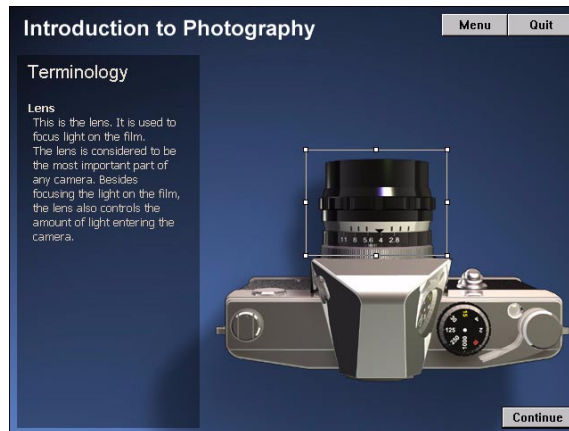 Introduction to Photography
Menu
Quit
Terminology
Lens
This is the lens. It is used to
focus light on the film.
The lens is considered to be
the most important part of
any camera. Besides
focusing the light on the film,
the lens also controls the
amount of light entering the
camera.
11 8 5.6 4 2.8
125
250
1000
Continue